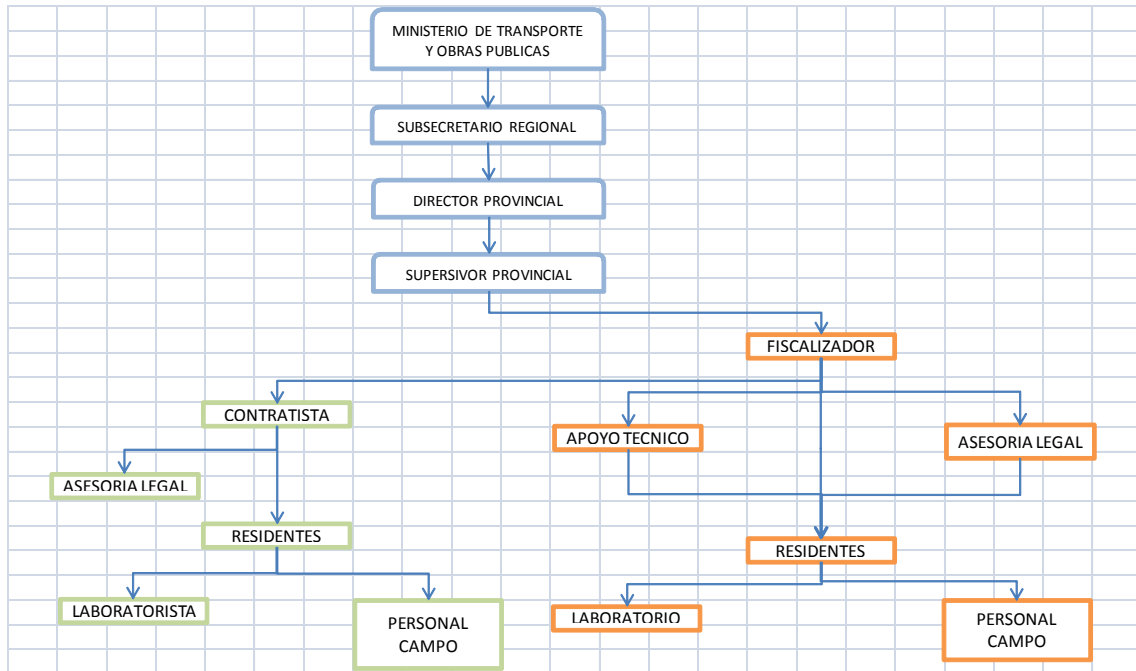 MINISTERIO DE TRANSPORTE
Y OBRAS PUBLICAS
SUBSECRETARIO REGIONAL
DIRECTOR PROVINCIAL
SUPERSIVOR PROVINCIAL
FISCALIZADOR
CONTRATISTA
APOYO TECNICO
ASESORIA LEGAL
ASESORIA LEGAL
RESIDENTES
RESIDENTES
LABORATORISTA
PERSONAL
CAMPO
LABORATORIO
PERSONAL
CAMPO